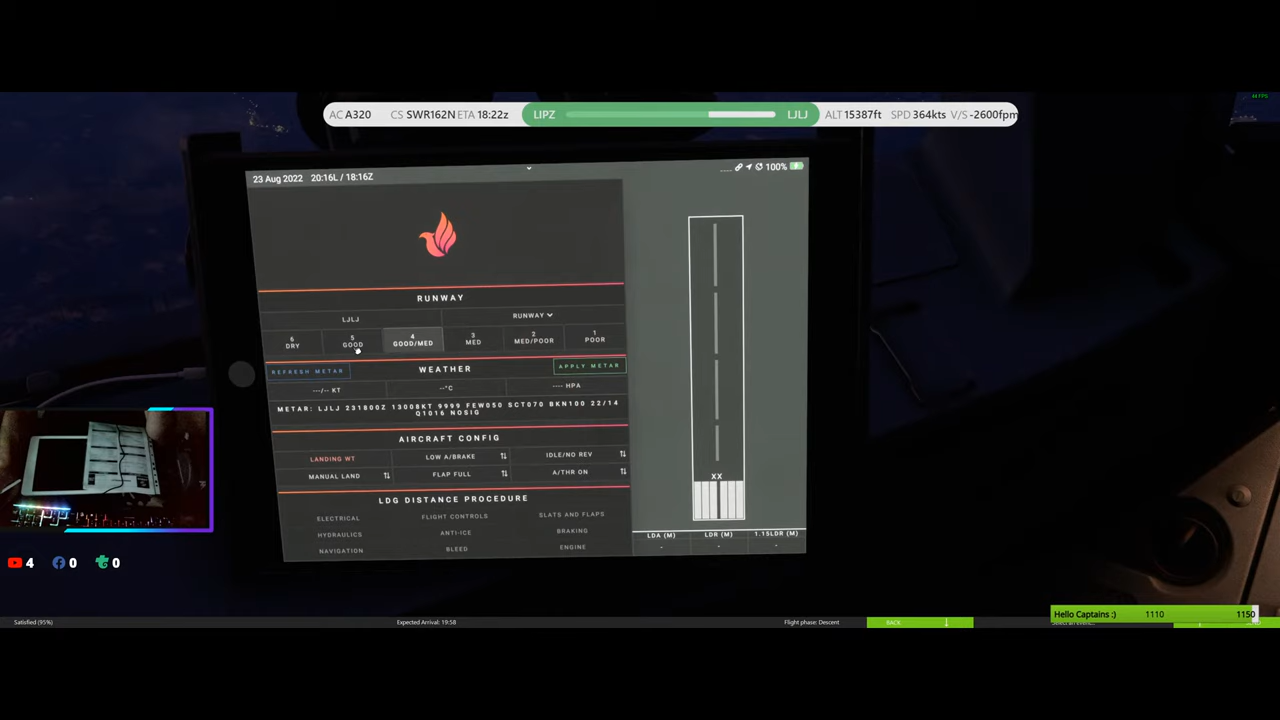 AC A320 CS SWR162N ETA 18:22z LIPZ ALT 15387ft SPD 364kts V/S -2600fpm
23 Aug 2022 20:16L / 18:16Z 100%
RUNWAY
LJLJ RUNWAY
6 DRY 5 GOOD 4 GOOD/MED 3 MED 2 MED/POOR 1 POOR
REFRESH METAR WEATHER APPLY METAR
---/-- KT --°C ---- HPA
METAR: LJLJ 231800Z 13008KT 9999 FEW050 SCT070 BKN100 22/14
Q1016 NOSIG
AIRCRAFT CONFIG
LANDING WT LOW A/BRAKE IDLE/NO REV
MANUAL LAND FLAP FULL A/THR ON
LDG DISTANCE PROCEDURE
ELECTRICAL FLIGHT CONTROLS SLATS AND FLAPS
HYDRAULICS ANTI-ICE BRAKING
NAVIGATION BLEED ENGINE
XX
LDA (M) LDR (M) 1.15LDR (M)
- - -
4 0 0
Hello Captains :) 1110 1150
Satisfied (95%) Expected Arrival: 19:58 Flight phase: Descent BACK